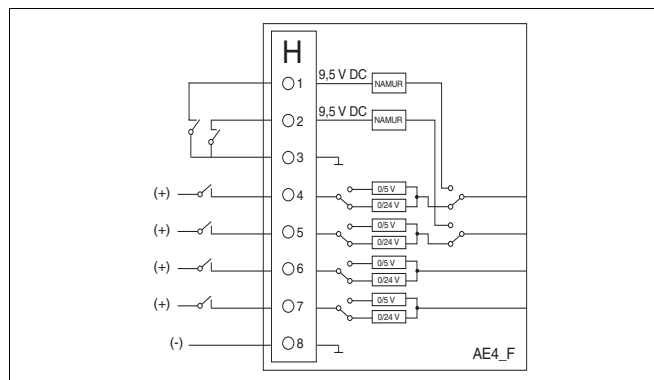 H
1 9,5 V DC NAMUR
2 9,5 V DC NAMUR
3
(+) 4 0/5 V
0/24 V
(+) 5 0/5 V
0/24 V
(+) 6 0/5 V
0/24 V
(+) 7 0/5 V
0/24 V
(-) 8
AE4_F